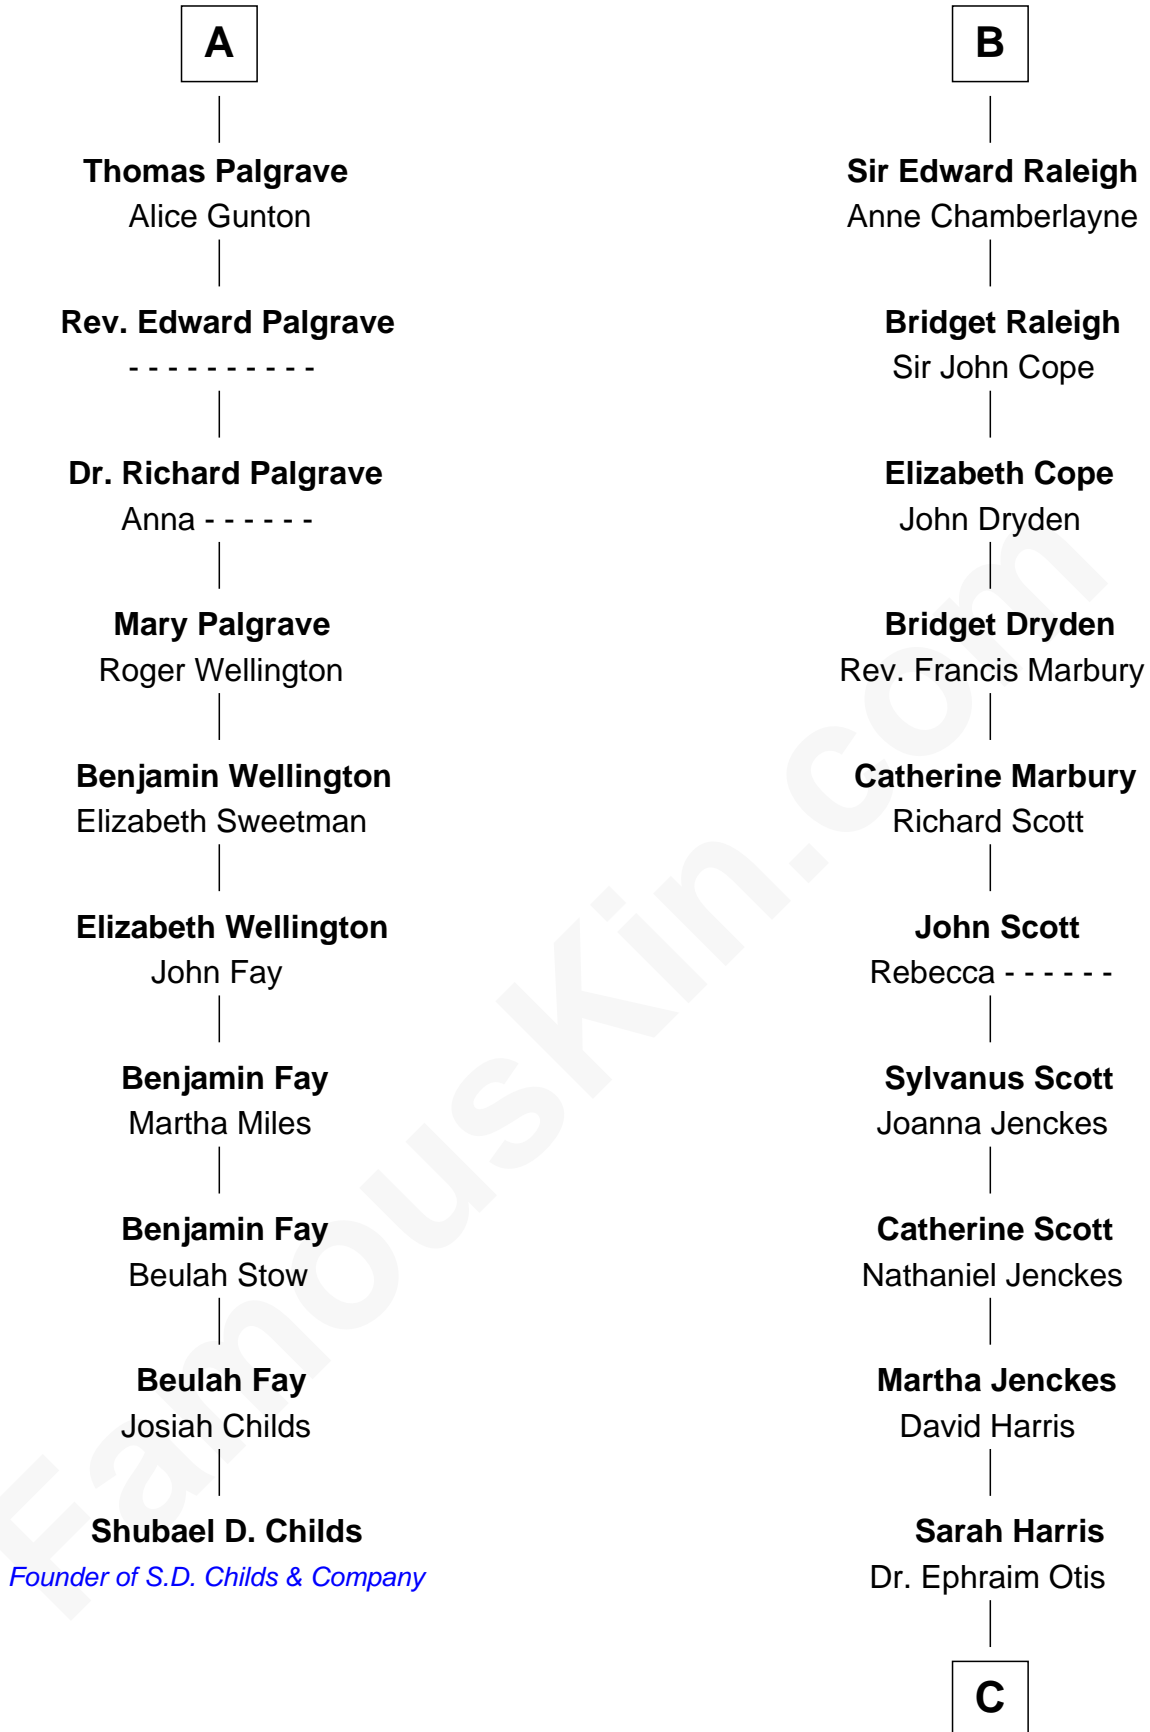 A
Thomas Palgrave
Alice Gunton
Rev. Edward Palgrave
- - - - - - - - - -
Dr. Richard Palgrave
Anna - - - - - -
Mary Palgrave
Roger Wellington
Benjamin Wellington
Elizabeth Sweetman
Elizabeth Wellington
John Fay
Benjamin Fay
Martha Miles
Benjamin Fay
Beulah Stow
Beulah Fay
Josiah Childs
Shubael D. Childs
Founder of S.D. Childs & Company
B
Sir Edward Raleigh
Anne Chamberlayne
Bridget Raleigh
Sir John Cope
Elizabeth Cope
John Dryden
Bridget Dryden
Rev. Francis Marbury
Catherine Marbury
Richard Scott
John Scott
Rebecca - - - - - -
Sylvanus Scott
Joanna Jenckes
Catherine Scott
Nathaniel Jenckes
Martha Jenckes
David Harris
Sarah Harris
Dr. Ephraim Otis
C
FamousKin.com